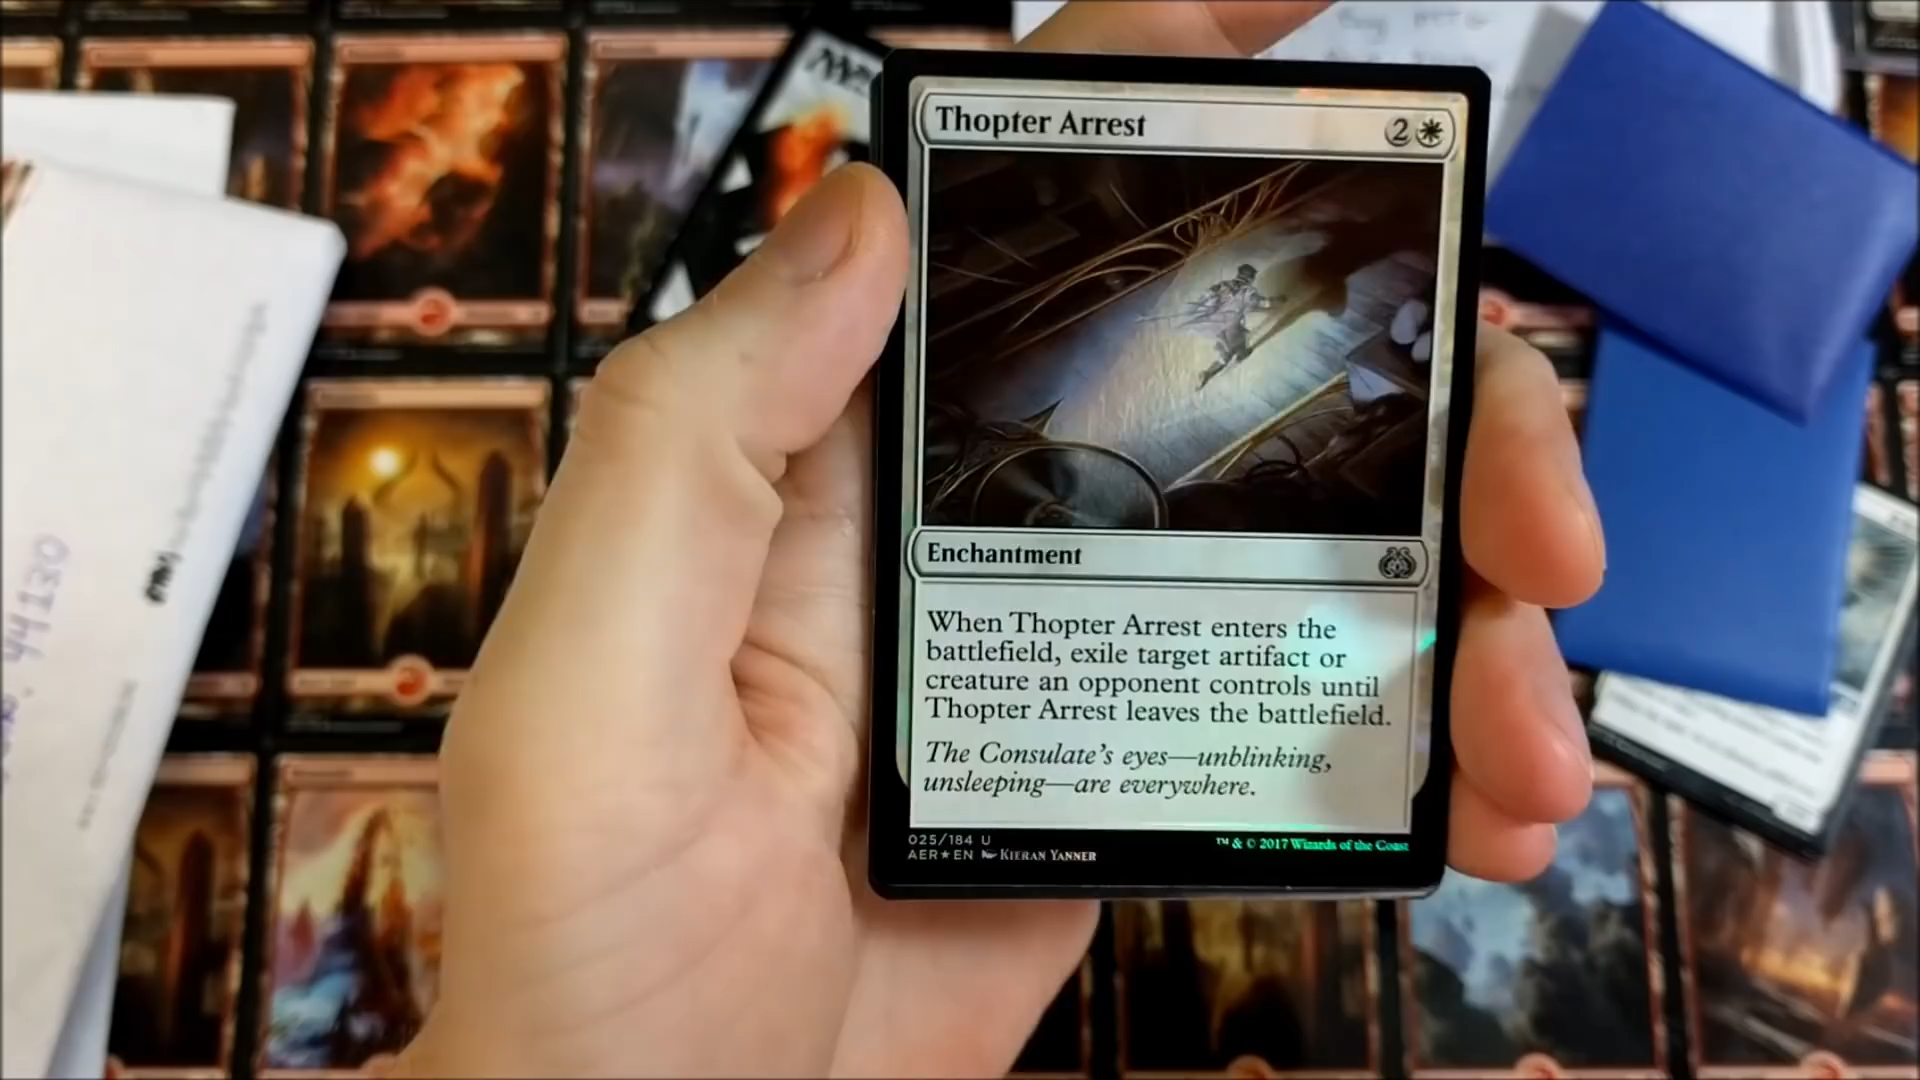 Thopter Arrest
2
Enchantment
When Thopter Arrest enters the
battlefield, exile target artifact or
creature an opponent controls until
Thopter Arrest leaves the battlefield.
The Consulate's eyes—unblinking,
unsleeping—are everywhere.
025/184 U
AER★EN KIERAN YANNER
™ & © 2017 Wizards of the Coast
44130